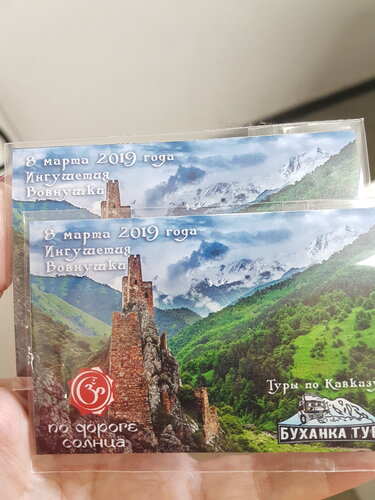 8 марта 2019 года
Ингушетия
Вовнушки
8 марта 2019 года
Ингушетия
Вовнушка
Туры по Кавказу
по дороге
солнца
БУХАНКА ТУР